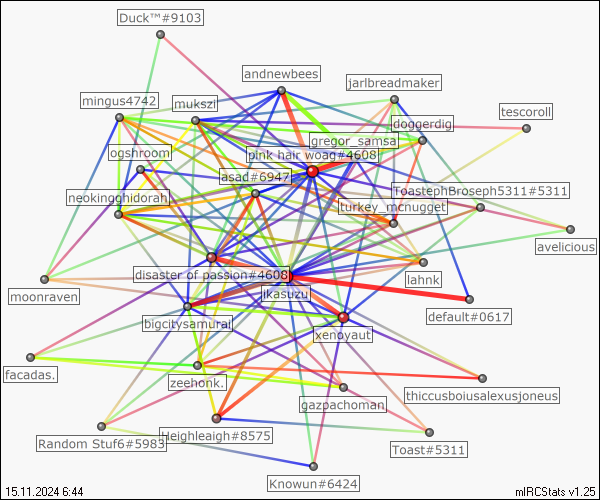 Duck™#9103
andnewbees
jarlbreadmaker
mingus4742
mukszi
tescoroll
doggerdig
gregor_samsa
ogshroom
pink hair woag#4608
asad#6947
ToastephBroseph5311#5311
neokingghidorah
turkey_mcnugget
avelicious
disaster of passion#4608
lahnk
moonraven
ikasuzu
default#0617
bigcitysamurai
xenoyaut
facadas.
zeehonk.
thiccusboiusalexusjoneus
gazpachoman
Random Stuf6#5983
Heighleigh#8575
Toast#5311
Knowun#6424
15.11.2024 6:44
mIRCStats v1.25